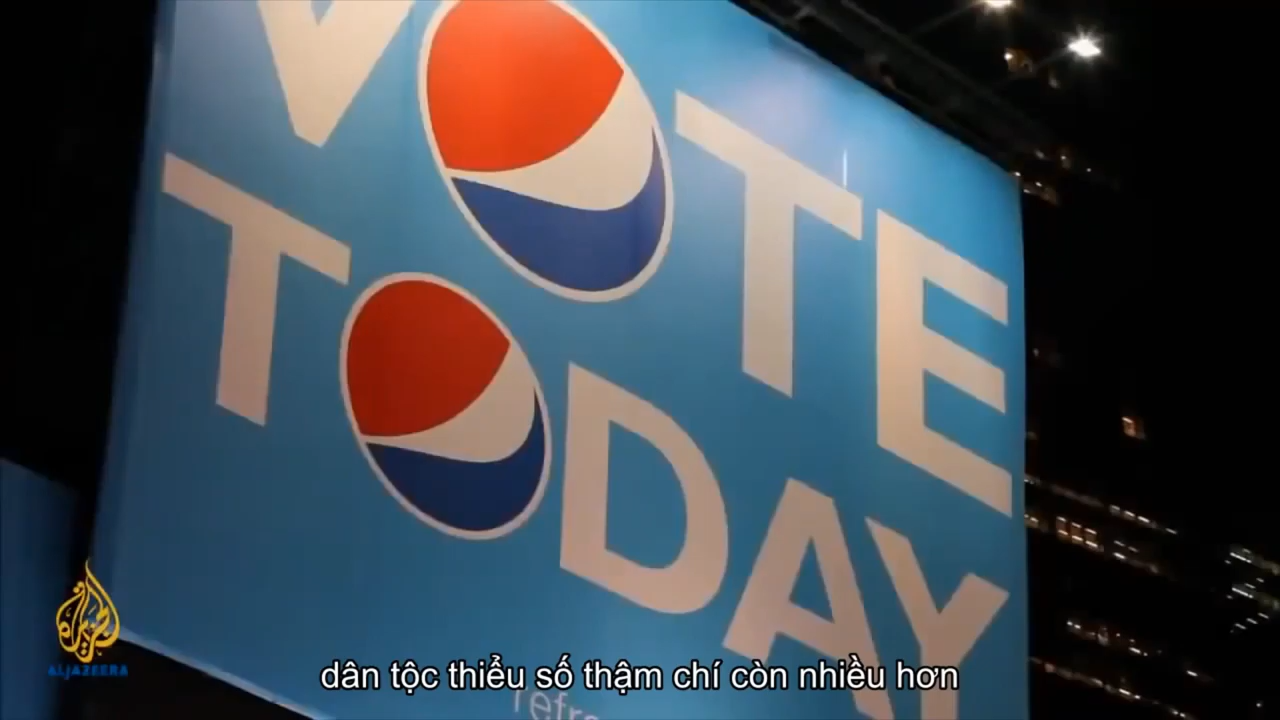 VOTE
TODAY
ALJAZEERA
dân tộc thiểu số thậm chí còn nhiều hơn